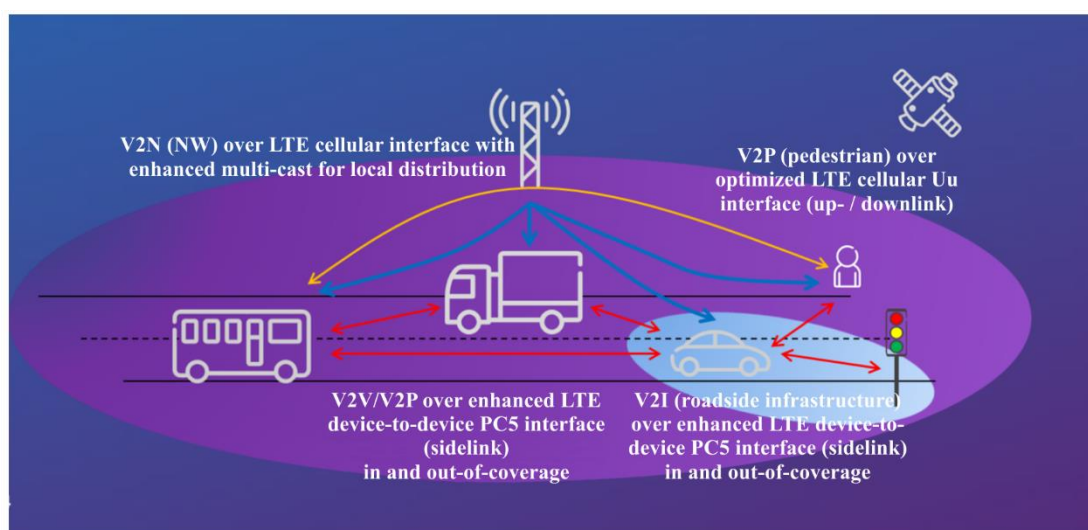 V2N (NW) over LTE cellular interface with
enhanced multi-cast for local distribution
V2P (pedestrian) over
optimized LTE cellular Uu
interface (up- / downlink)
V2V/V2P over enhanced LTE
device-to-device PC5 interface
(sidelink)
in and out-of-coverage
V2I (roadside infrastructure)
over enhanced LTE device-to-
device PC5 interface (sidelink)
in and out-of-coverage